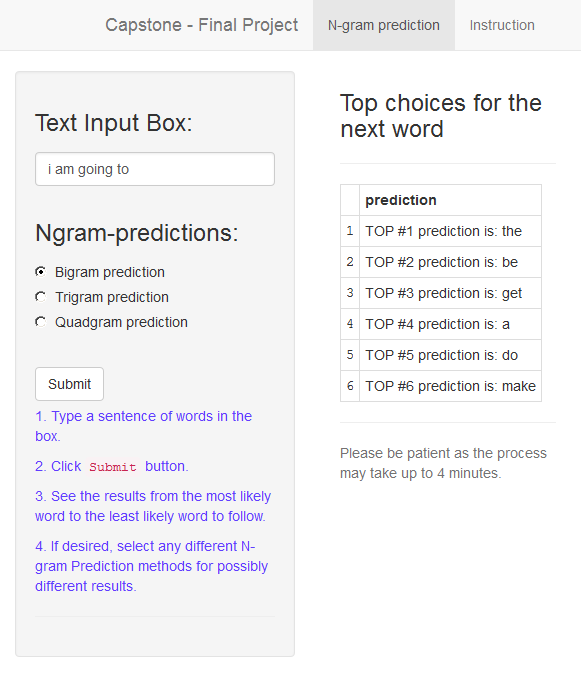 Capstone - Final Project
N-gram prediction
Instruction
Text Input Box:
i am going to
Ngram-predictions:
Bigram prediction
Trigram prediction
Quadgram prediction
Submit
1. Type a sentence of words in the
box.
2. Click Submit button.
3. See the results from the most likely
word to the least likely word to follow.
4. If desired, select any different N-
gram Prediction methods for possibly
different results.
Top choices for the
next word
prediction
1 TOP #1 prediction is: the
2 TOP #2 prediction is: be
3 TOP #3 prediction is: get
4 TOP #4 prediction is: a
5 TOP #5 prediction is: do
6 TOP #6 prediction is: make
Please be patient as the process
may take up to 4 minutes.